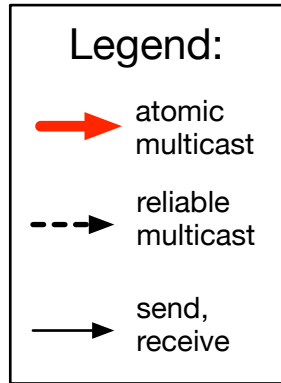 Legend:
atomic
multicast
reliable
multicast
send,
receive